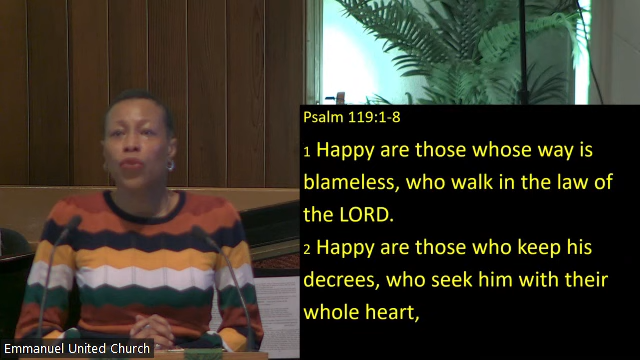 Psalm 119:1-8
1 Happy are those whose way is
blameless, who walk in the law of
the LORD.
2 Happy are those who keep his
decrees, who seek him with their
whole heart,
Emmanuel United Church